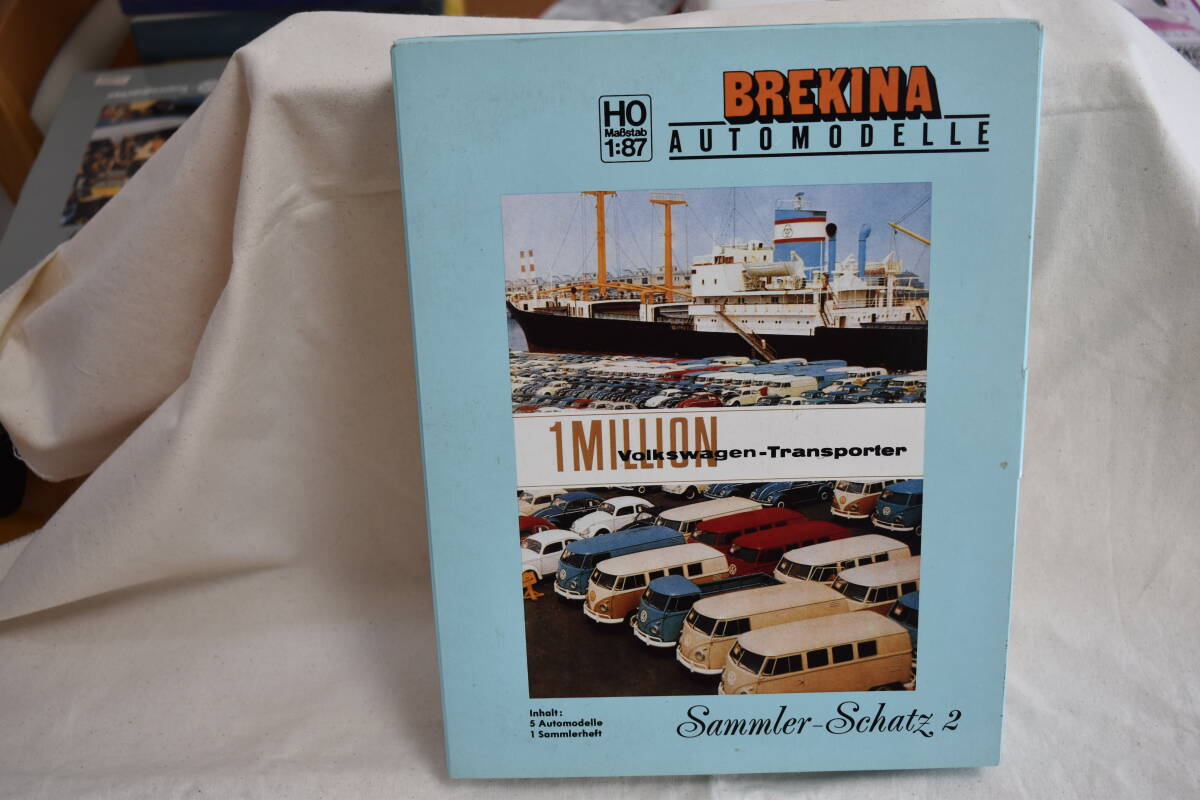 BREKINA
AUTOMODELLE
HO
Maßstab
1:87
1 MILLION
Volkswagen-Transporter
Inhalt:
5 Automodelle
1 Sammlerheft
Sammler-Schatz 2